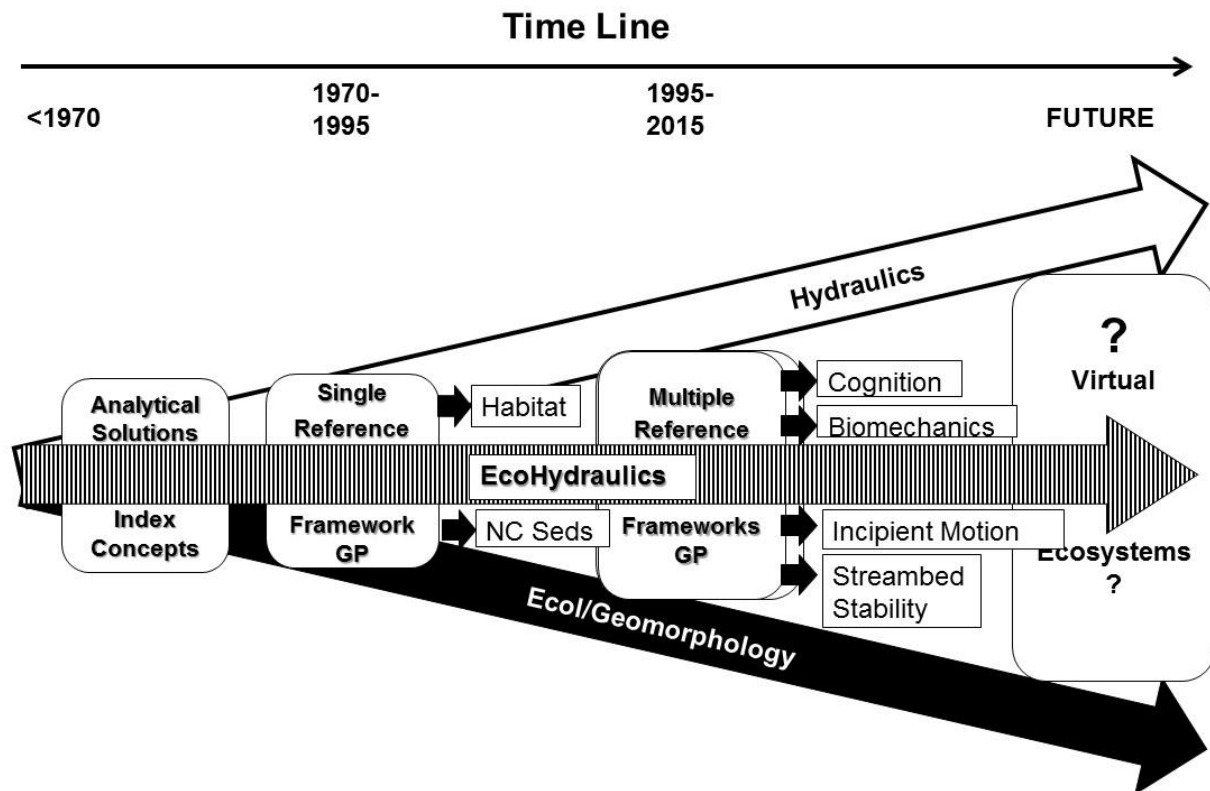 Time Line
<1970
1970-
1995
1995-
2015
FUTURE
Hydraulics
Analytical
Solutions
Single
Reference
Habitat
Multiple
Reference
Cognition
Biomechanics
?
Virtual
EcoHydraulics
Index
Concepts
Framework
GP
NC Seds
Frameworks
GP
Incipient Motion
Streambed
Stability
Ecosystems
?
Ecol/Geomorphology